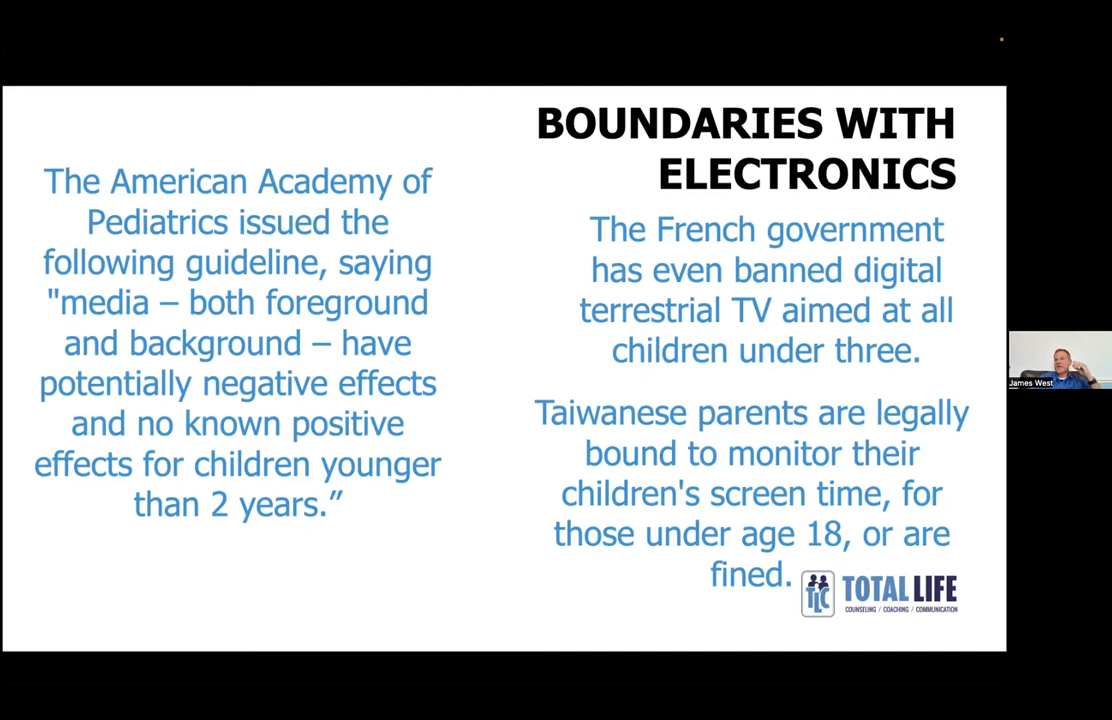 BOUNDARIES WITH
ELECTRONICS
The American Academy of
Pediatrics issued the
following guideline, saying
"media – both foreground
and background – have
potentially negative effects
and no known positive
effects for children younger
than 2 years.”
The French government
has even banned digital
terrestrial TV aimed at all
children under three.
Taiwanese parents are legally
bound to monitor their
children's screen time, for
those under age 18, or are
fined.
TLC
TOTAL LIFE
COUNSELING / COACHING / COMMUNICATION
James West